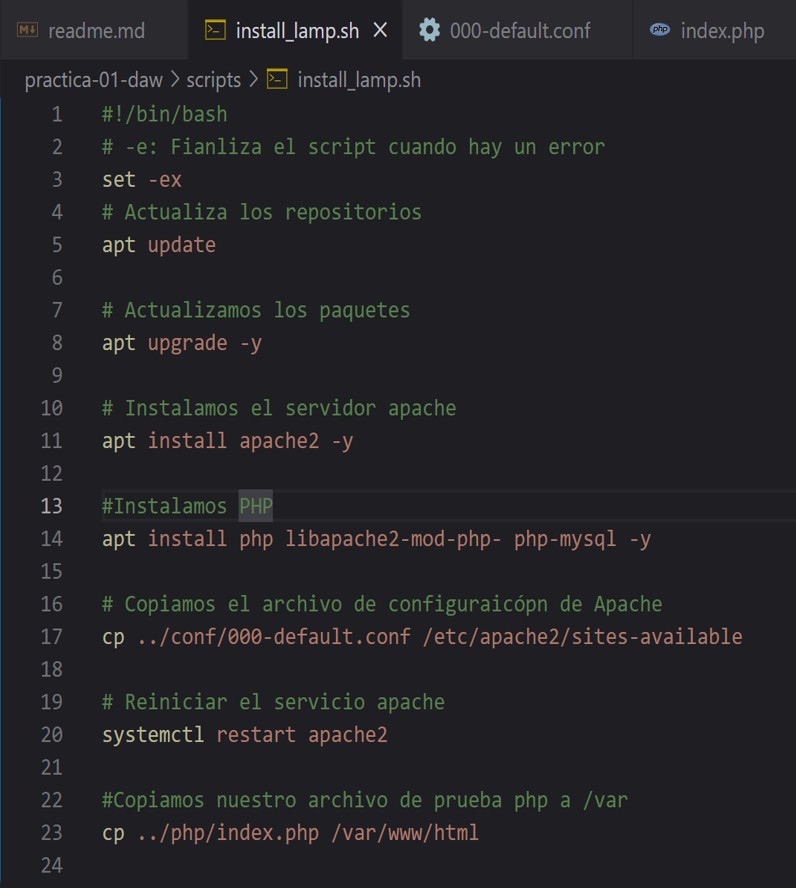 readme.md install_lamp.sh 000-default.conf index.php
practica-01-daw > scripts > install_lamp.sh
1 #!/bin/bash
2 # -e: Fianliza el script cuando hay un error
3 set -ex
4 # Actualiza los repositorios
5 apt update
6
7 # Actualizamos los paquetes
8 apt upgrade -y
9
10 # Instalamos el servidor apache
11 apt install apache2 -y
12
13 #Instalamos PHP
14 apt install php libapache2-mod-php- php-mysql -y
15
16 # Copiamos el archivo de configuraicópn de Apache
17 cp ../conf/000-default.conf /etc/apache2/sites-available
18
19 # Reiniciar el servicio apache
20 systemctl restart apache2
21
22 #Copiamos nuestro archivo de prueba php a /var
23 cp ../php/index.php /var/www/html
24